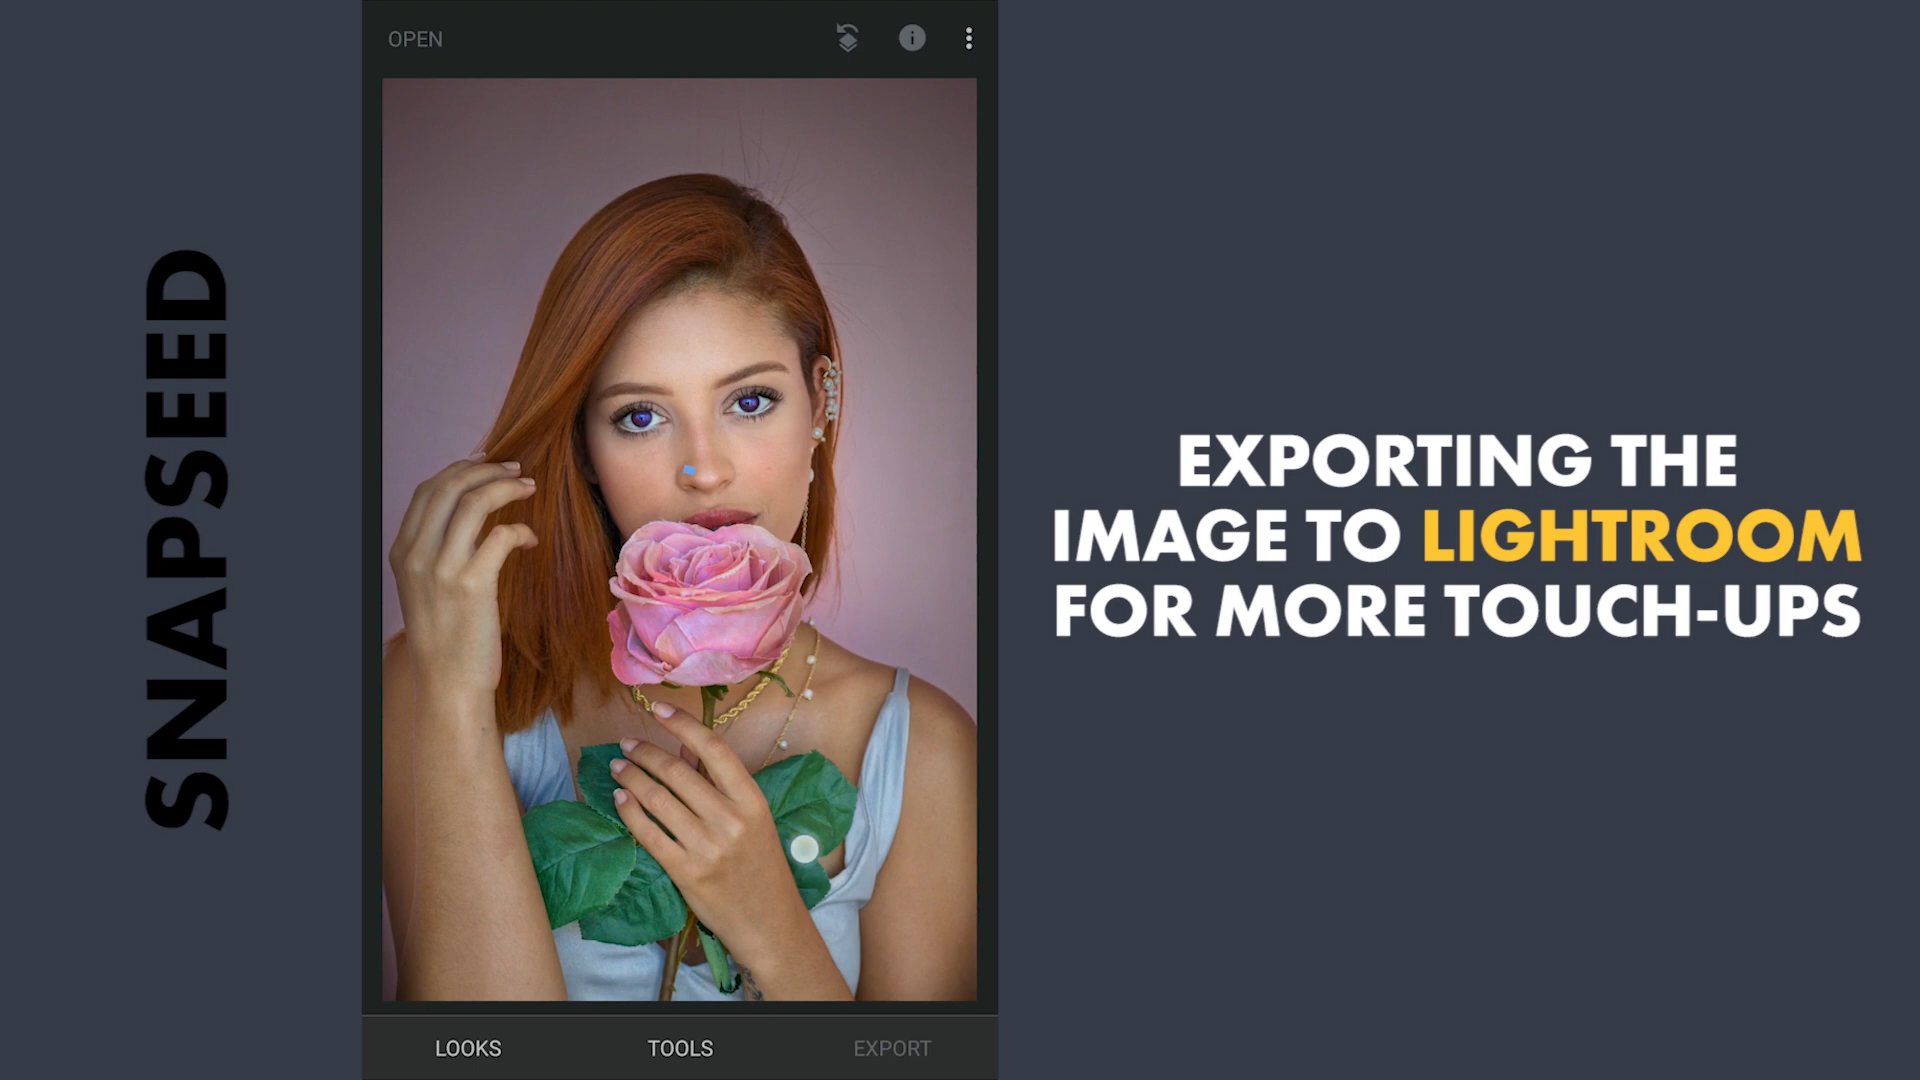 SNAPSEED
OPEN
LOOKS
TOOLS
EXPORT
EXPORTING THE
IMAGE TO LIGHTROOM
FOR MORE TOUCH-UPS